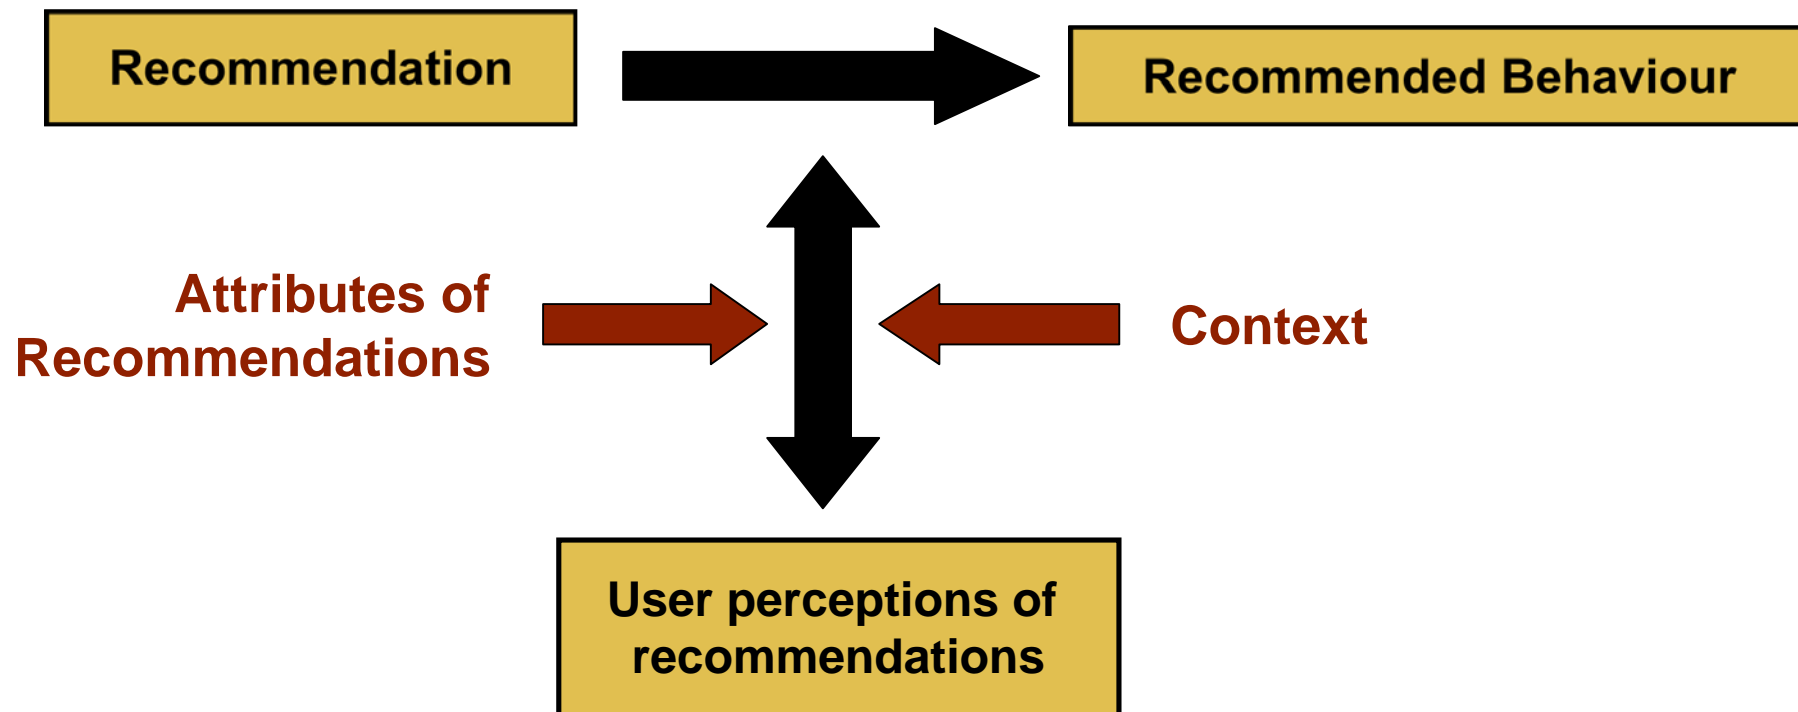 Recommendation
Recommended Behaviour
Attributes of
Recommendations
Context
User perceptions of
recommendations